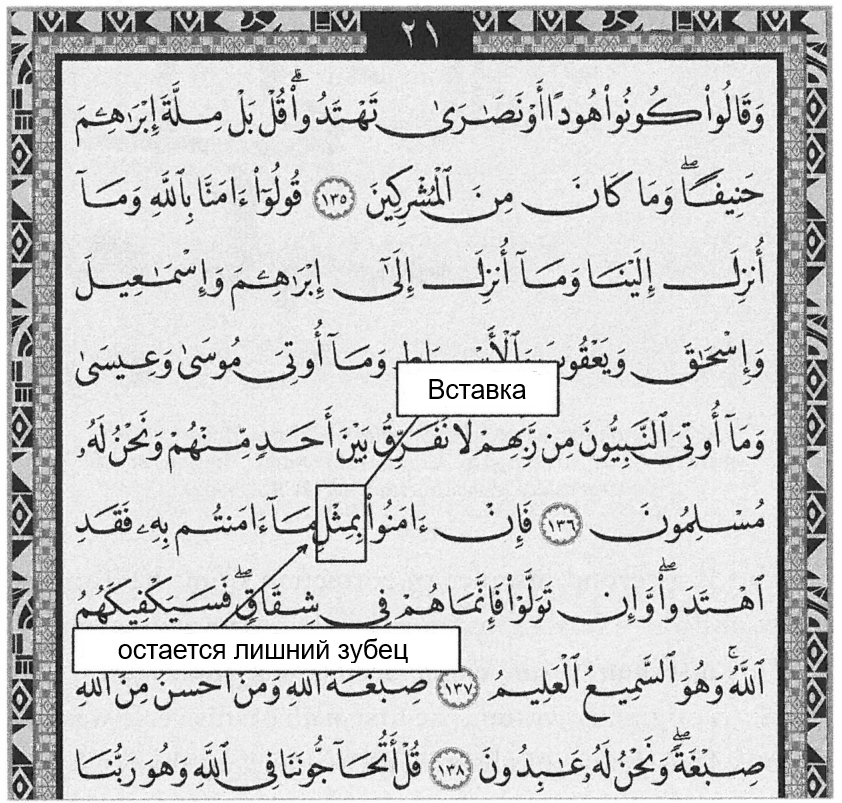 ٢١
وَقَالُوا۟ كُونُوا۟ هُودًا أَوْ نَصَٰرَىٰ تَهْتَدُوا۟ ۗ قُلْ بَلْ مِلَّةَ إِبْرَٰهِۦمَ
حَنِيفًا ۖ وَمَا كَانَ مِنَ ٱلْمُشْرِكِينَ ١٣٥ قُولُوٓا۟ ءَامَنَّا بِٱللَّهِ وَمَآ
أُنزِلَ إِلَيْنَا وَمَآ أُنزِلَ إِلَىٰٓ إِبْرَٰهِۦمَ وَإِسْمَٰعِيلَ
وَإِسْحَٰقَ وَيَعْقُوبَ وَٱلْأَسْبَاطِ وَمَآ أُوتِىَ مُوسَىٰ وَعِيسَىٰ
Вставка
وَمَآ أُوتِىَ ٱلنَّبِيُّونَ مِن رَّبِّهِمْ لَا نُفَرِّقُ بَيْنَ أَحَدٍ مِّنْهُمْ وَنَحْنُ لَهُۥ
مُسْلِمُونَ ١٣٦ فَإِنْ ءَامَنُوا۟ بِمِثْلِ مَآ ءَامَنتُم بِهِۦ فَقَدِ
ٱهْتَدَوا۟ ۖ وَّإِن تَوَلَّوْا۟ فَإِنَّمَا هُمْ فِى شِقَاقٍ ۖ فَسَيَكْفِيكَهُمُ
остается лишний зубец
ٱللَّهُ ۚ وَهُوَ ٱلسَّمِيعُ ٱلْعَلِيمُ ١٣٧ صِبْغَةَ ٱللَّهِ ۖ وَمَنْ أَحْسَنُ مِنَ ٱللَّهِ
صِبْغَةً ۖ وَنَحْنُ لَهُۥ عَٰبِدُونَ ١٣٨ قُلْ أَتُحَآجُّونَنَا فِى ٱللَّهِ وَهُوَ رَبُّنَا